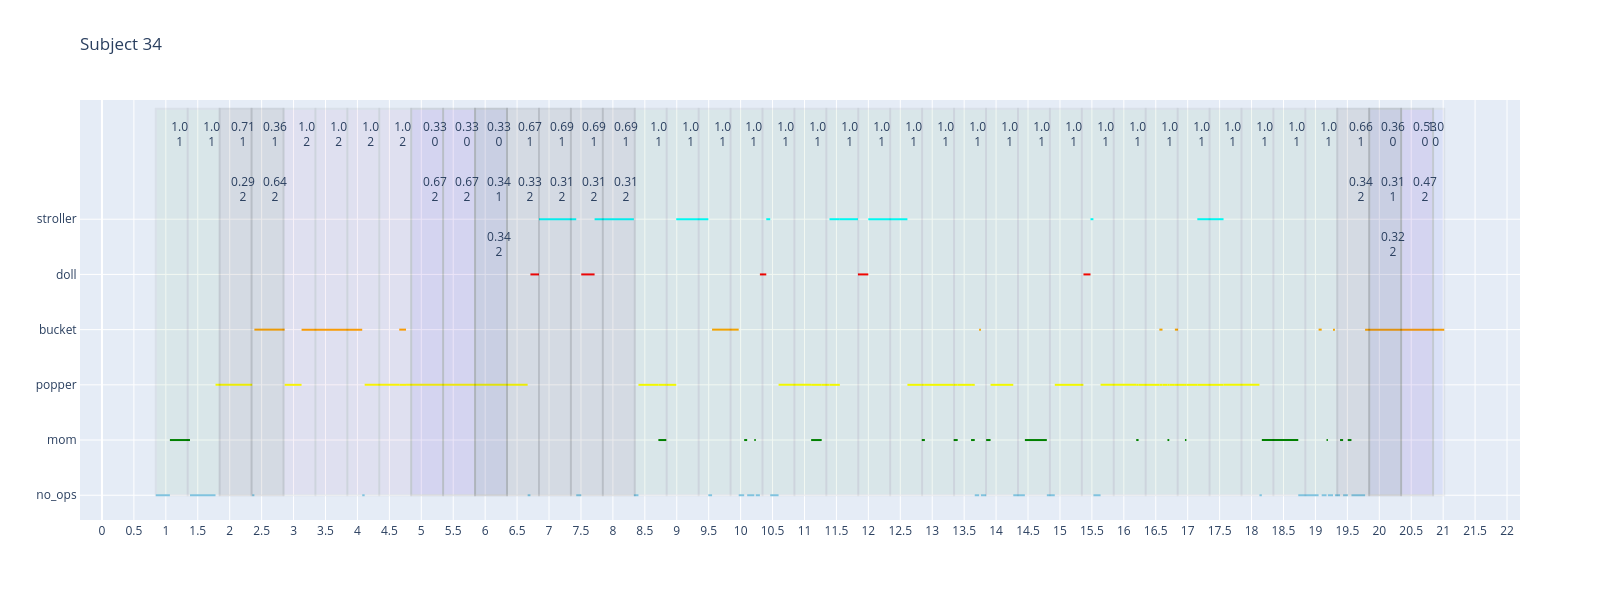 Subject 34
1.0 1.0 0.71 0.36 1.0 1.0 1.0 1.0 0.33 0.33 0.33 0.67 0.69 0.69 0.69 1.0 1.0 1.0 1.0 1.0 1.0 1.0 1.0 1.0 1.0 1.0 1.0 1.0 1.0 1.0 1.0 1.0 1.0 1.0 1.0 1.0 1.0 0.66 0.36 0.53 1.0
1 1 1 1 2 2 2 2 0 0 0 1 1 1 1 1 1 1 1 1 1 1 1 1 1 1 1 1 1 1 1 1 1 1 1 1 1 1 0 0 0
0.29 0.64 0.67 0.67 0.34 0.33 0.31 0.31 0.31 0.34 0.31 0.47
2 2 2 2 1 2 2 2 2 2 1 2
stroller
0.34 0.32
2 2
doll
bucket
popper
mom
no_ops
0 0.5 1 1.5 2 2.5 3 3.5 4 4.5 5 5.5 6 6.5 7 7.5 8 8.5 9 9.5 10 10.5 11 11.5 12 12.5 13 13.5 14 14.5 15 15.5 16 16.5 17 17.5 18 18.5 19 19.5 20 20.5 21 21.5 22